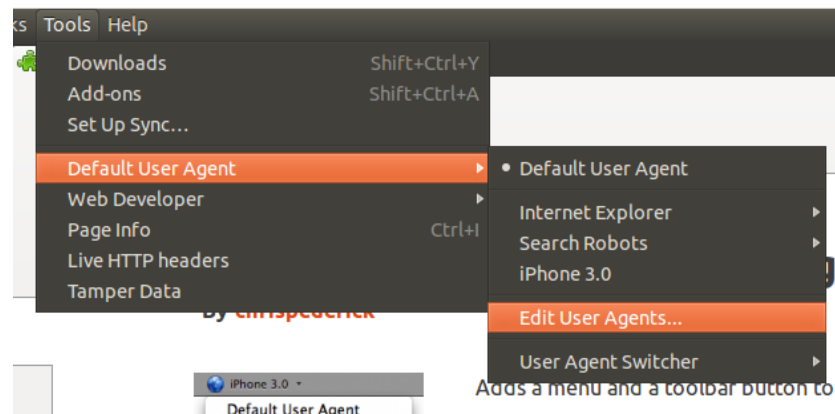 Tools Help
Downloads Shift+Ctrl+Y
Add-ons Shift+Ctrl+A
Set Up Sync...
Default User Agent
Web Developer
Page Info Ctrl+I
Live HTTP headers
Tamper Data
• Default User Agent
Internet Explorer
Search Robots
iPhone 3.0
Edit User Agents...
User Agent Switcher
By chrispederick
iPhone 3.0
Default User Agent
Adds a menu and a toolbar button to